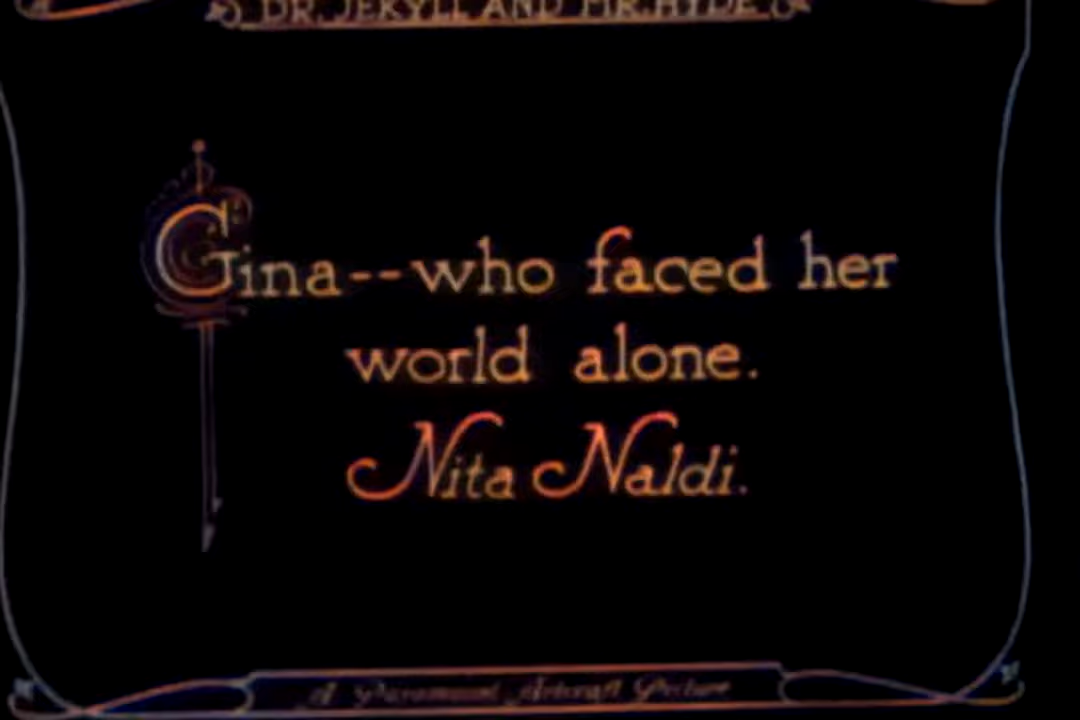 DR. JEKYLL AND MR. HYDE
Gina--who faced her
world alone.
Nita Naldi.
A Paramount Artcraft Picture